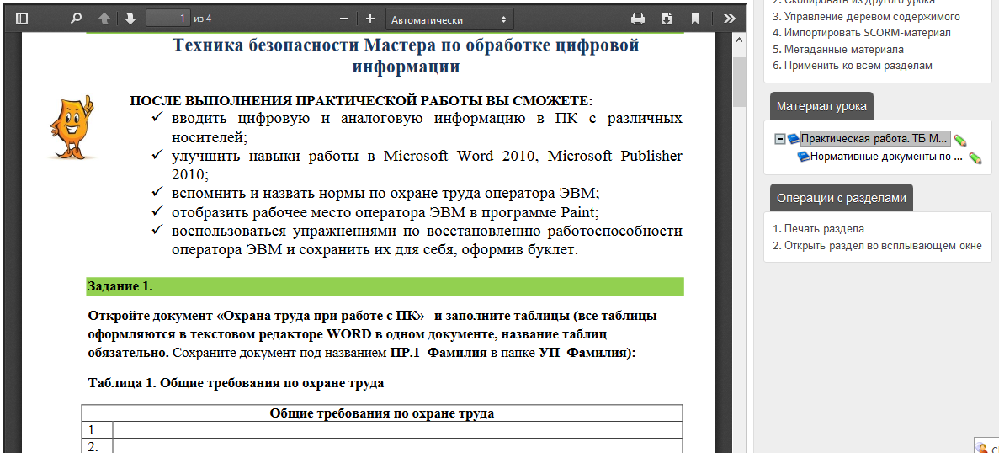 1 из 4 Автоматически
Техника безопасности Мастера по обработке цифровой
информации
ПОСЛЕ ВЫПОЛНЕНИЯ ПРАКТИЧЕСКОЙ РАБОТЫ ВЫ СМОЖЕТЕ:
✓ вводить цифровую и аналоговую информацию в ПК с различных
носителей;
✓ улучшить навыки работы в Microsoft Word 2010, Microsoft Publisher
2010;
✓ вспомнить и назвать нормы по охране труда оператора ЭВМ;
✓ отобразить рабочее место оператора ЭВМ в программе Paint;
✓ воспользоваться упражнениями по восстановлению работоспособности
оператора ЭВМ и сохранить их для себя, оформив буклет.
Задание 1.
Откройте документ «Охрана труда при работе с ПК» и заполните таблицы (все таблицы
оформляются в текстовом редакторе WORD в одном документе, название таблиц
обязательно. Сохраните документ под названием ПР.1_Фамилия в папке УП_Фамилия):
Таблица 1. Общие требования по охране труда
Общие требования по охране труда
1.
2.
2. Скопировать из другого урока
3. Управление деревом содержимого
4. Импортировать SCORM-материал
5. Метаданные материала
6. Применить ко всем разделам
Материал урока
Практическая работа. ТБ М...
Нормативные документы по ...
Операции с разделами
1. Печать раздела
2. Открыть раздел во всплывающем окне